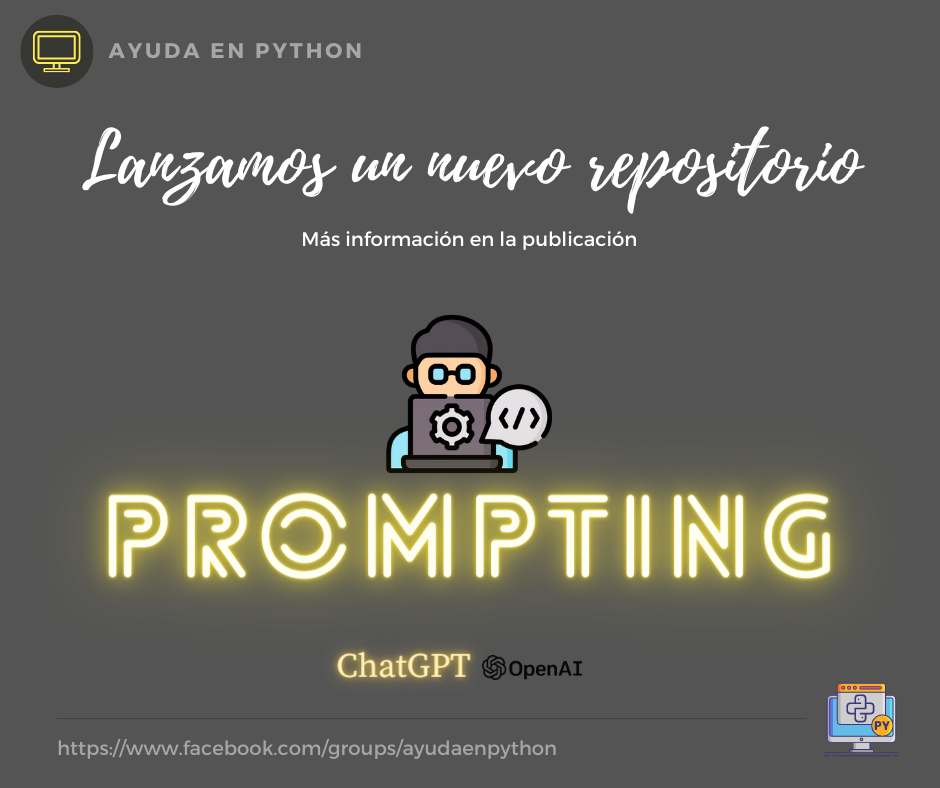 AYUDA EN PYTHON
Lanzamos un nuevo repositorio
Más información en la publicación
</>
PROMPTING
ChatGPT OpenAI
PY
https://www.facebook.com/groups/ayudaenpython